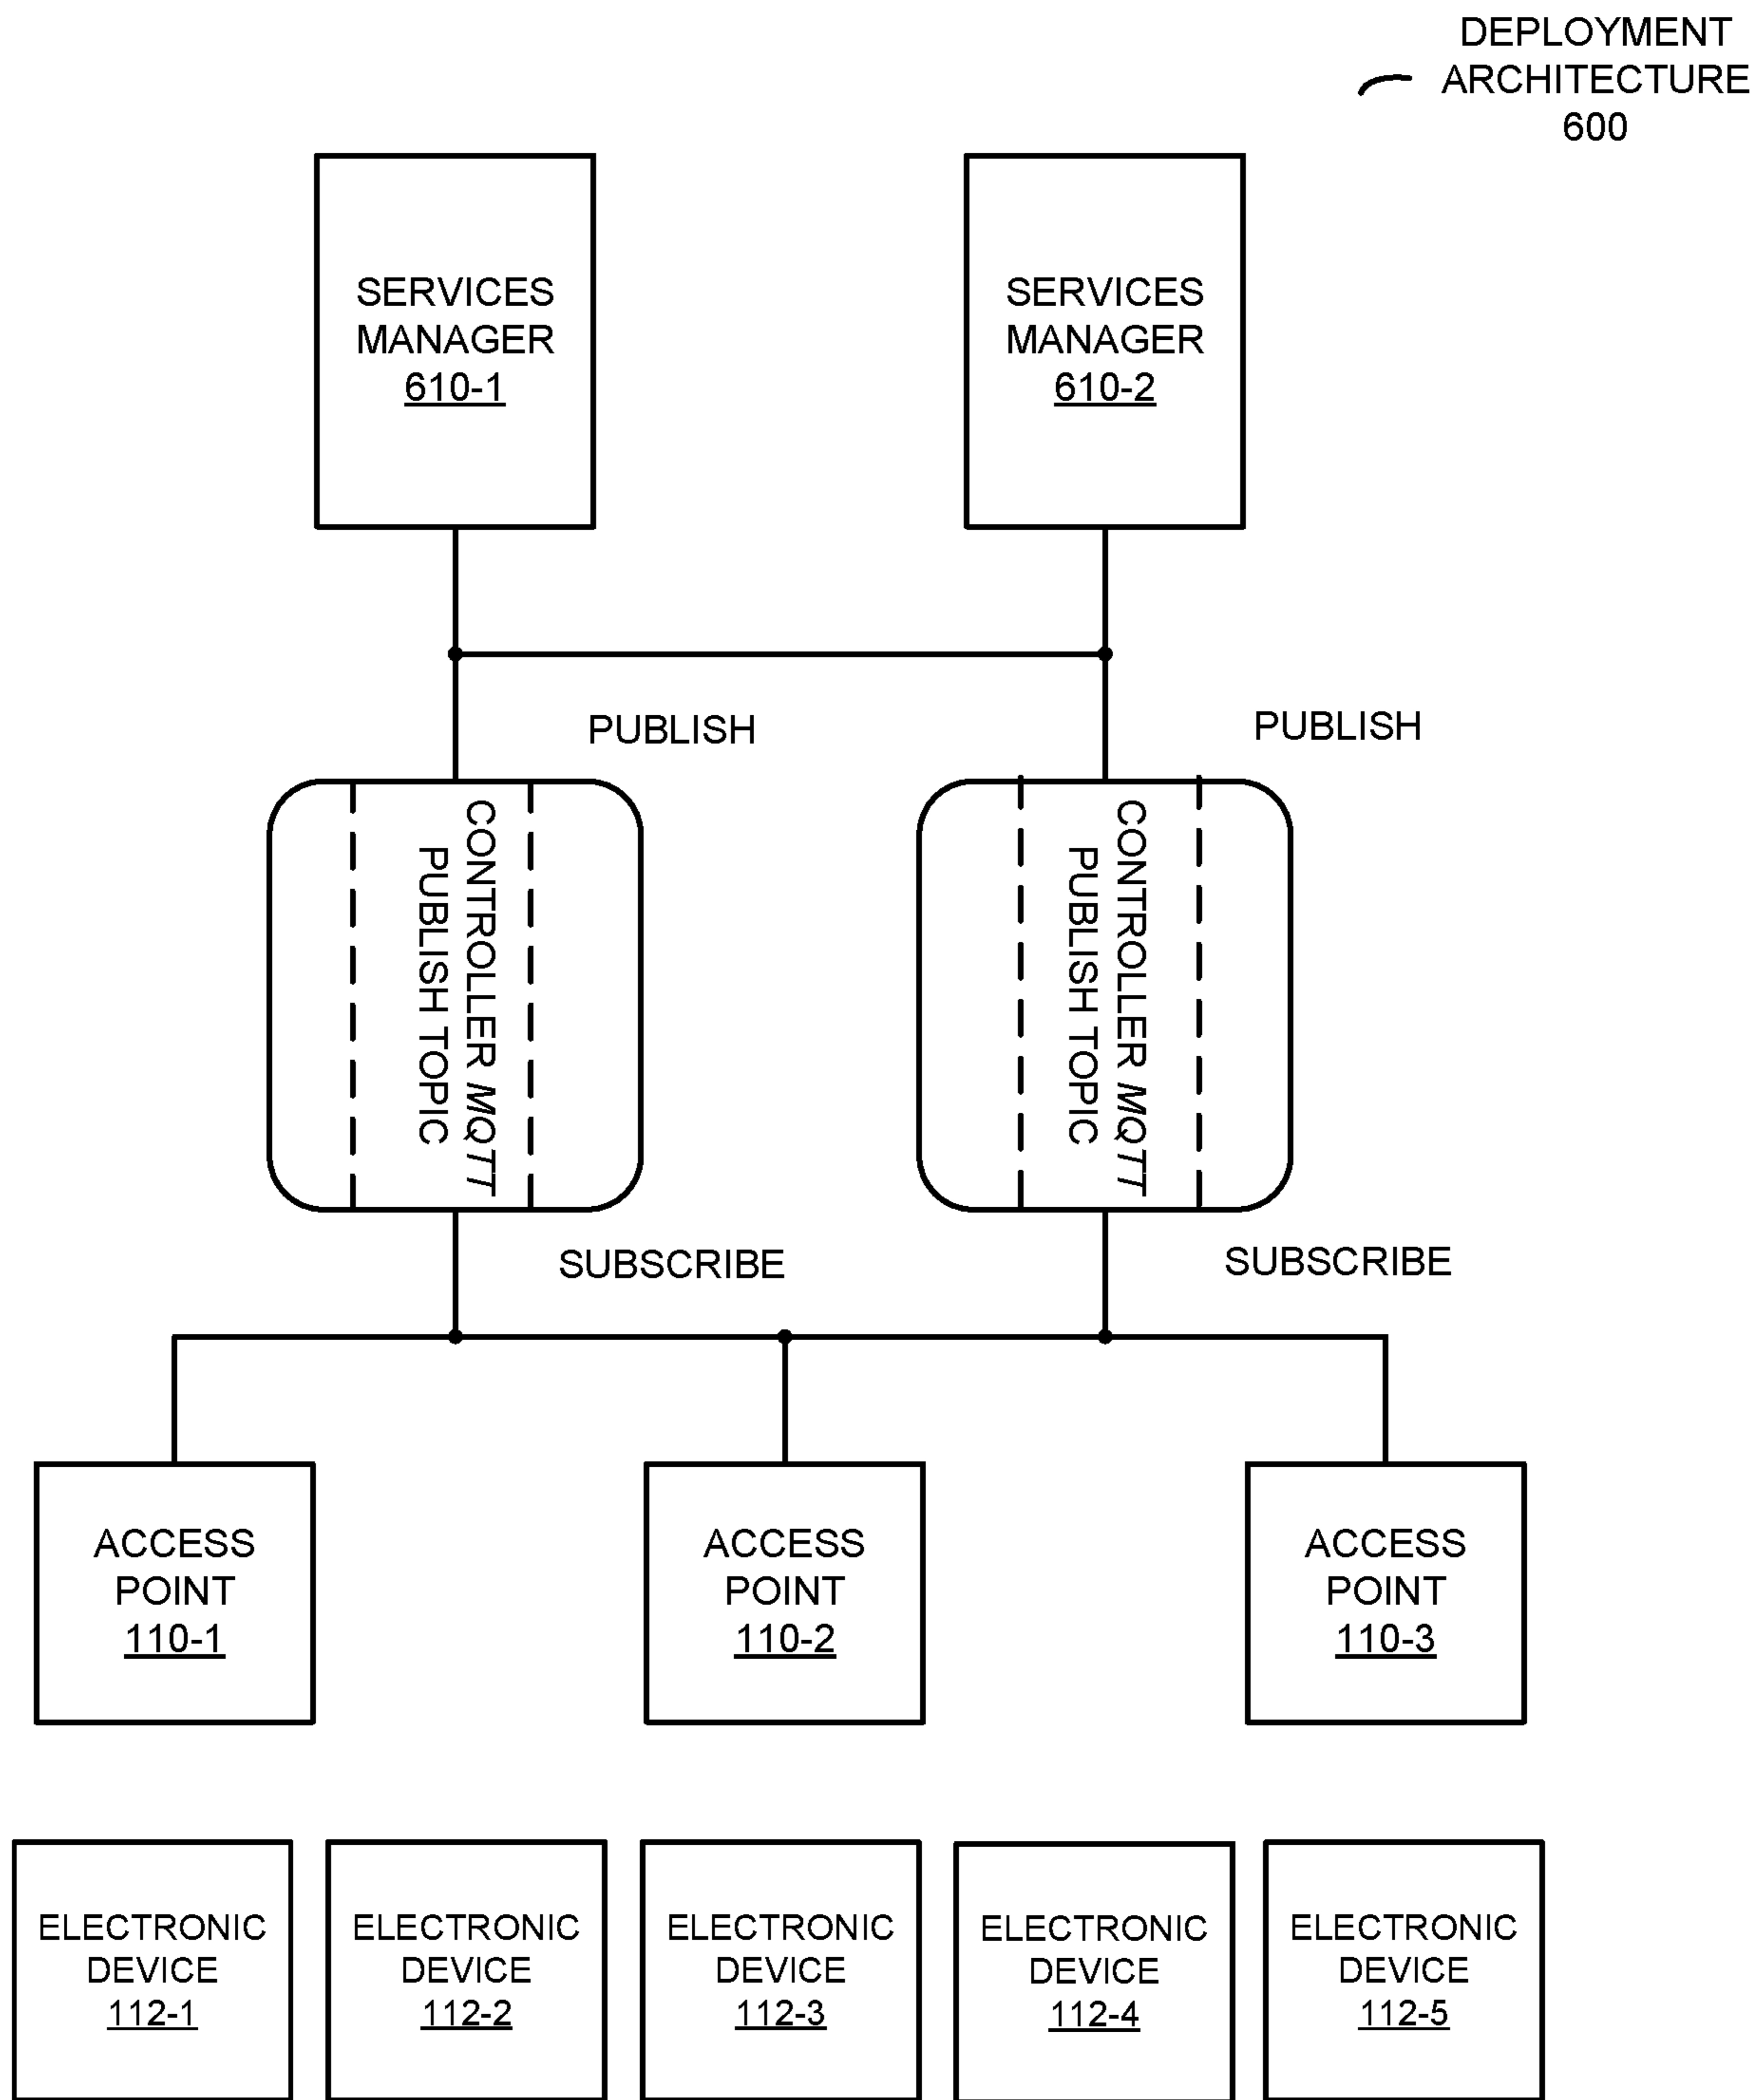 DEPLOYMENT
ARCHITECTURE
600
SERVICES
MANAGER
610-1
SERVICES
MANAGER
610-2
PUBLISH
PUBLISH
CONTROLLER MQTT
PUBLISH TOPIC
CONTROLLER MQTT
PUBLISH TOPIC
SUBSCRIBE
SUBSCRIBE
ACCESS
POINT
110-1
ACCESS
POINT
110-2
ACCESS
POINT
110-3
ELECTRONIC
DEVICE
112-1
ELECTRONIC
DEVICE
112-2
ELECTRONIC
DEVICE
112-3
ELECTRONIC
DEVICE
112-4
ELECTRONIC
DEVICE
112-5